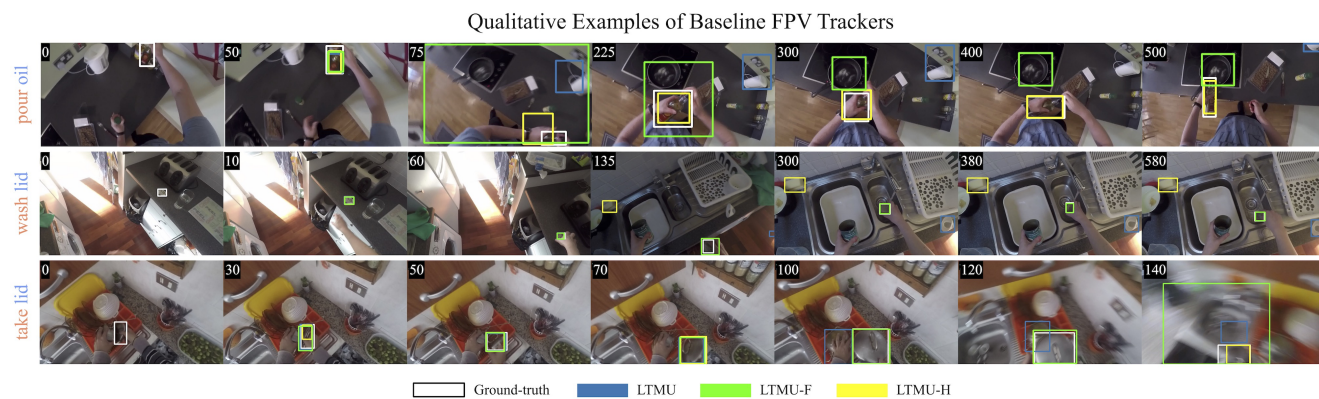 Qualitative Examples of Baseline FPV Trackers
pour oil
0 50 75 225 300 400 500
wash lid
0 10 60 135 300 380 580
take lid
0 30 50 70 100 120 140
Ground-truth LTMU LTMU-F LTMU-H